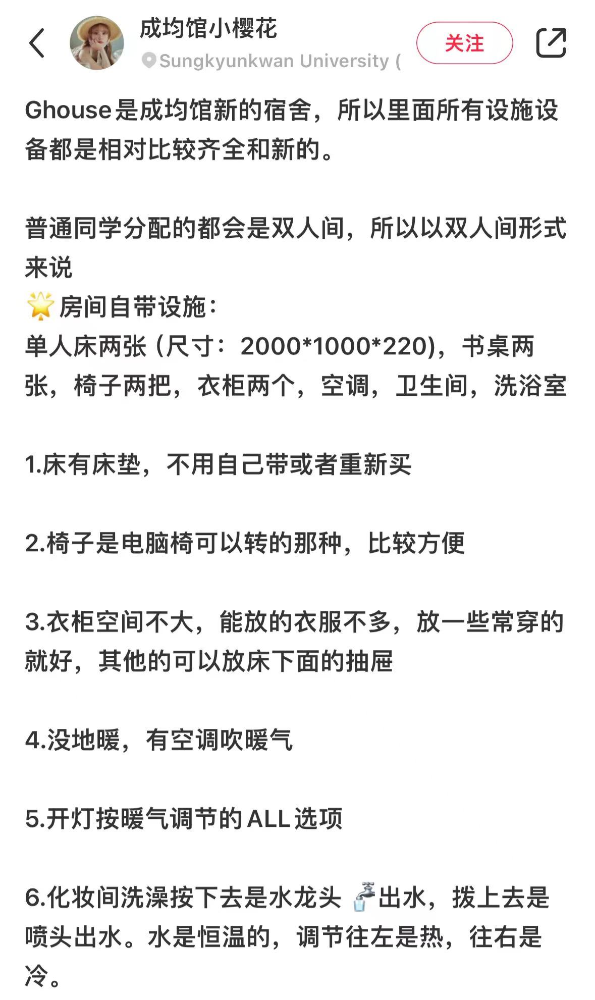 成均馆小樱花
Sungkyunkwan University (
关注
Ghouse是成均馆新的宿舍，所以里面所有设施设
备都是相对比较齐全和新的。
普通同学分配的都会是双人间，所以以双人间形式
来说
🌟房间自带设施：
单人床两张（尺寸：2000*1000*220)，书桌两
张，椅子两把，衣柜两个，空调，卫生间，洗浴室
1.床有床垫，不用自己带或者重新买
2.椅子是电脑椅可以转的那种，比较方便
3.衣柜空间不大，能放的衣服不多，放一些常穿的
就好，其他的可以放床下面的抽屉
4.没地暖，有空调吹暖气
5.开灯按暖气调节的ALL选项
6.化妆间洗澡按下去是水龙头🚰出水，拨上去是
喷头出水。水是恒温的，调节往左是热，往右是
冷。